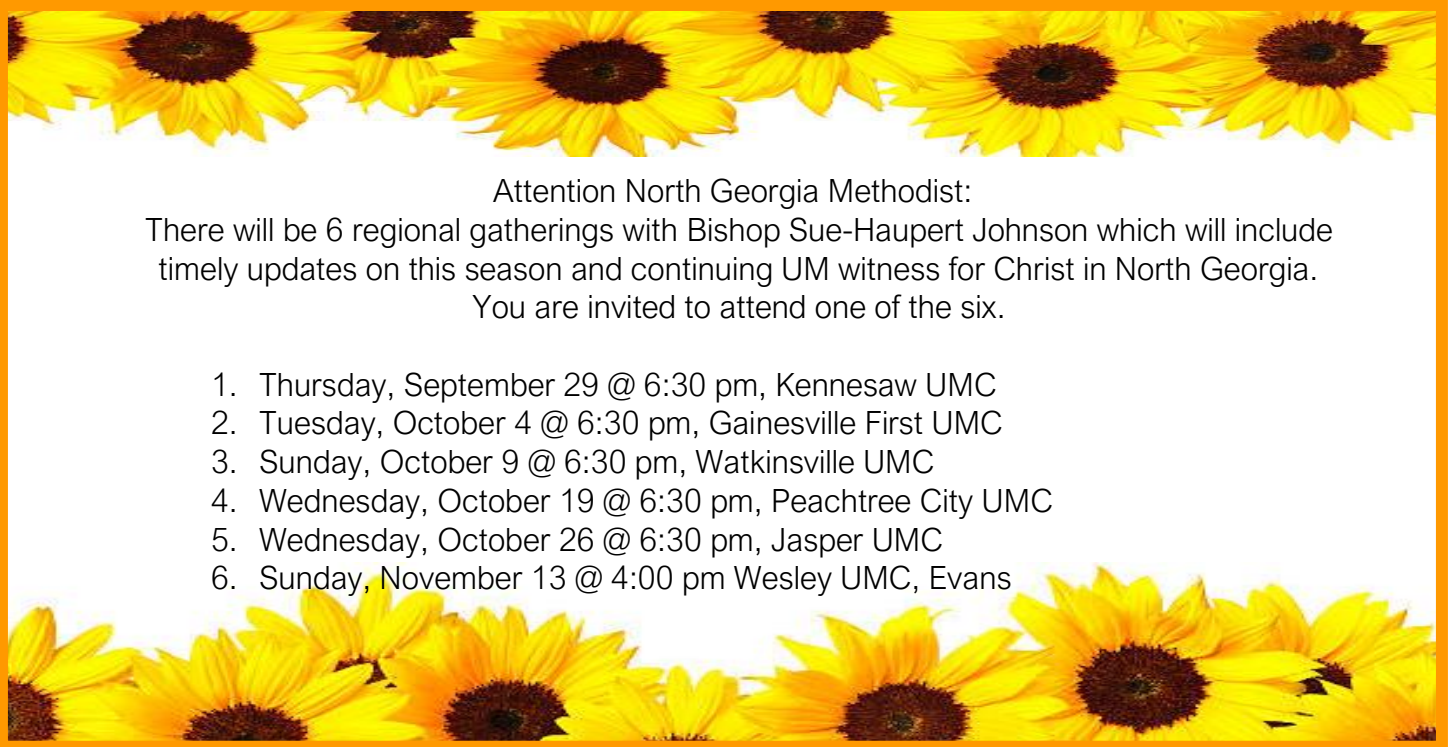 Attention North Georgia Methodist:
There will be 6 regional gatherings with Bishop Sue-Haupert Johnson which will include
timely updates on this season and continuing UM witness for Christ in North Georgia.
You are invited to attend one of the six.
1. Thursday, September 29 @ 6:30 pm, Kennesaw UMC
2. Tuesday, October 4 @ 6:30 pm, Gainesville First UMC
3. Sunday, October 9 @ 6:30 pm, Watkinsville UMC
4. Wednesday, October 19 @ 6:30 pm, Peachtree City UMC
5. Wednesday, October 26 @ 6:30 pm, Jasper UMC
6. Sunday, November 13 @ 4:00 pm Wesley UMC, Evans